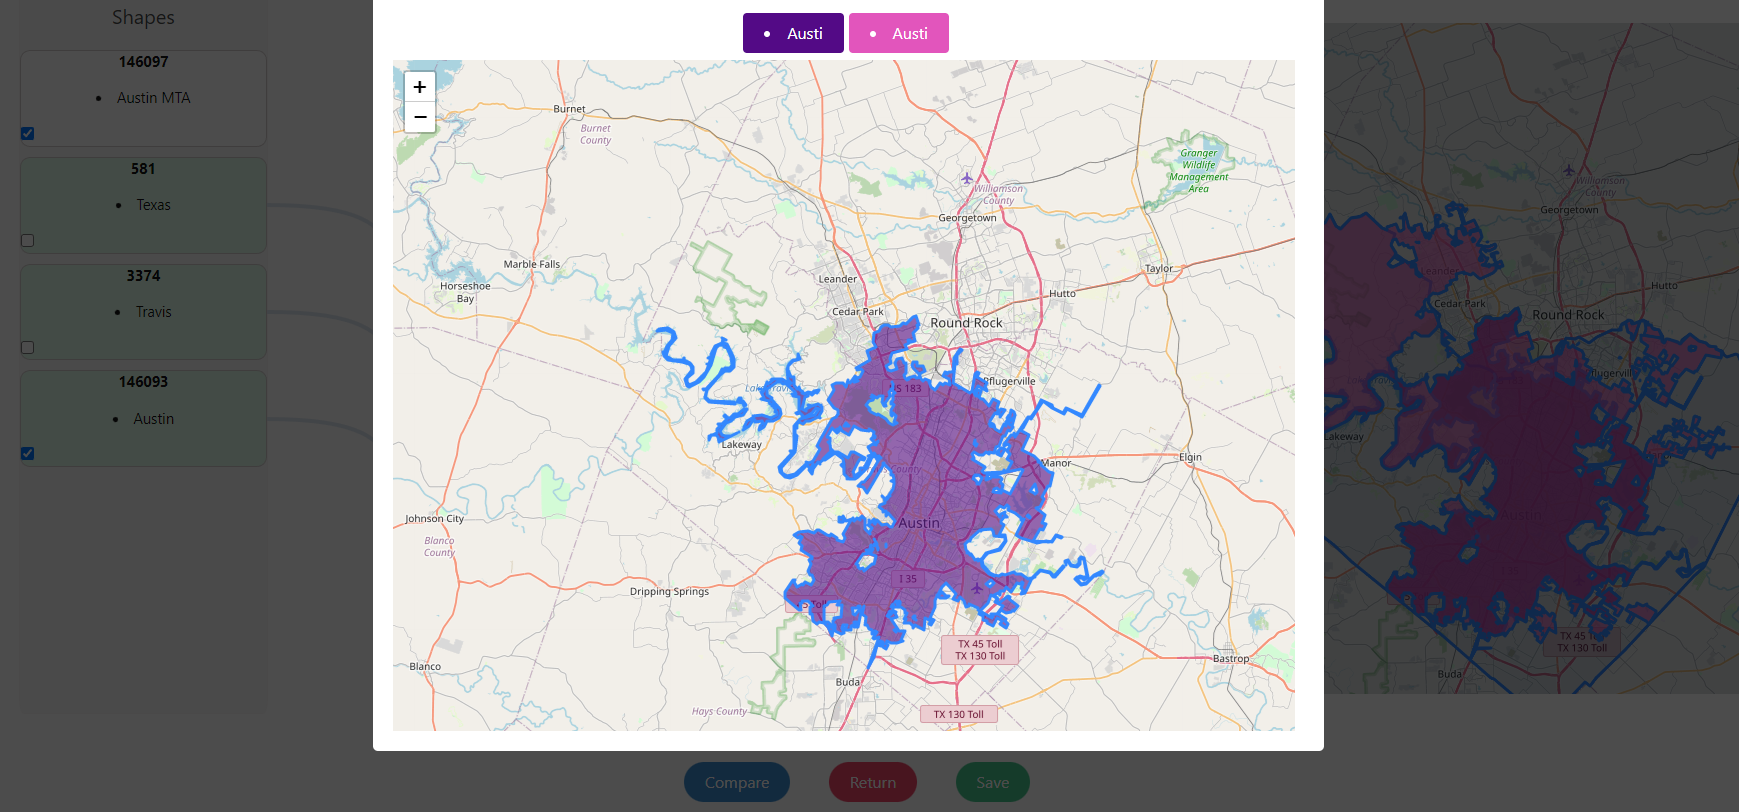 Shapes
146097
Austin MTA
581
Texas
3374
Travis
146093
Austin
Austi
Austi
+
−
Burnet
Burnet
County
Granger
Wildlife
Management
Area
Williamson
County
Georgetown
Marble Falls
Horseshoe
Bay
Leander
Taylor
Hutto
Cedar Park
Round Rock
US 183
Pflugerville
Lakeway
Manor
Elgin
Johnson City
Blanco
County
Austin
I 35
Dripping Springs
TX 45 Toll
TX 130 Toll
Blanco
Buda
Bastrop
Hays County
TX 130 Toll
Williamson
County
Georgetown
Leander
Cedar Park
Hutto
Round Rock
Pflugerville
Lakeway
Austin
TX 45 Toll
TX 130 Toll
Buda
Compare
Return
Save